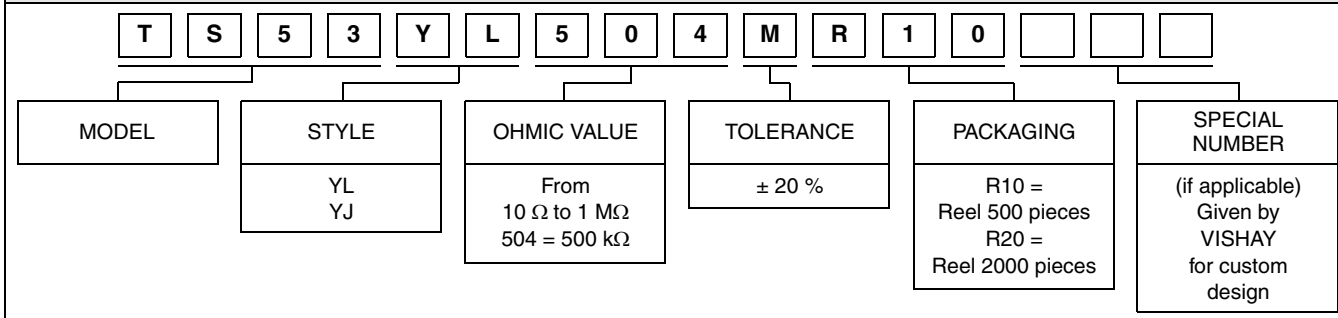 T S 5 3 Y L 5 0 4 M R 1 0
MODEL
STYLE
YL
YJ
OHMIC VALUE
From
10 Ω to 1 MΩ
504 = 500 kΩ
TOLERANCE
± 20 %
PACKAGING
R10 =
Reel 500 pieces
R20 =
Reel 2000 pieces
SPECIAL
NUMBER
(if applicable)
Given by
VISHAY
for custom
design